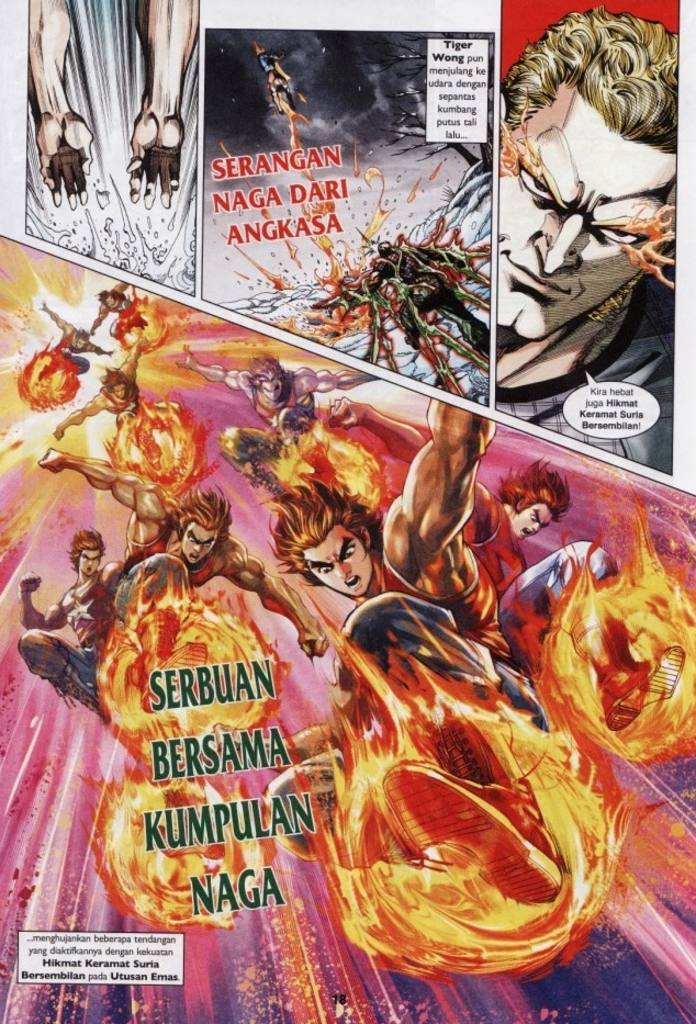 Tiger
Wong pun
menjulang ke
udara dengan
sepantas
kumbang
putus tali
lalu...
SERANGAN
NAGA DARI
ANGKASA
Kira hebat
juga Hikmat
Keramat Suria
Bersembilan!
SERBUAN
BERSAMA
KUMPULAN
NAGA
...menghujankan beberapa tendangan
yang diaktifkannya dengan kekuatan
Hikmat Keramat Suria
Bersembilan pada Utusan Emas.
18